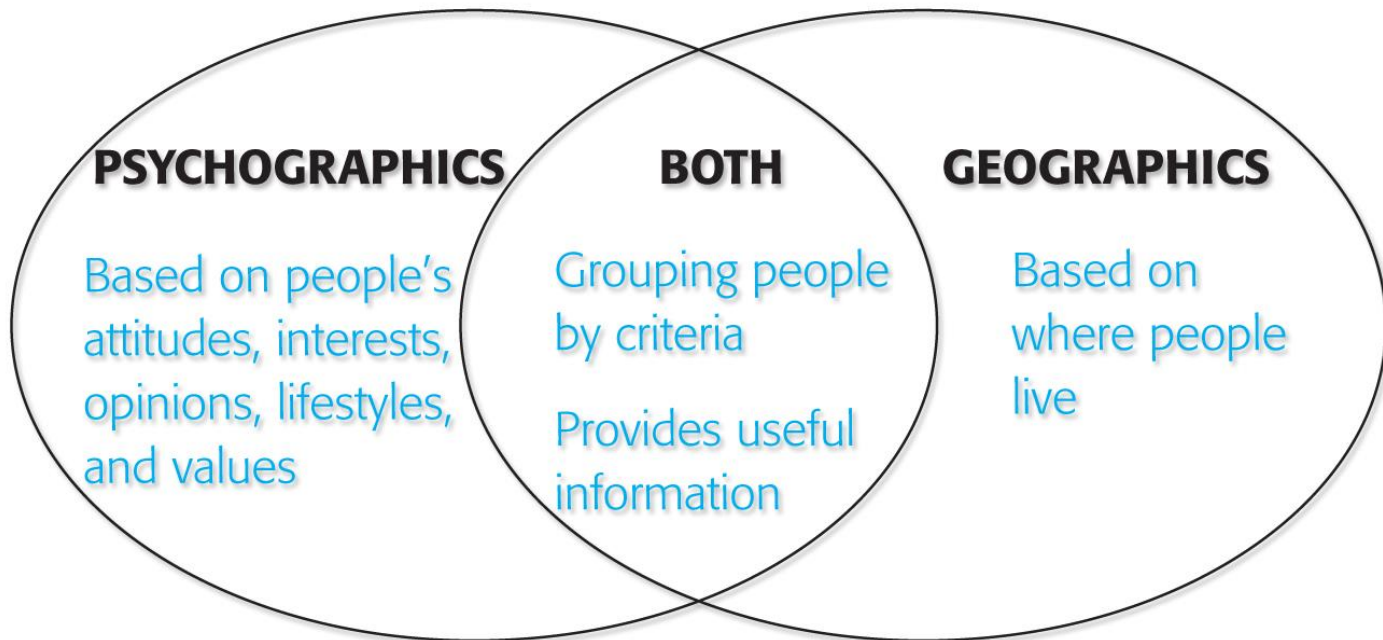 PSYCHOGRAPHICS
Based on people’s
attitudes, interests,
opinions, lifestyles,
and values
BOTH
Grouping people
by criteria
Provides useful
information
GEOGRAPHICS
Based on
where people
live